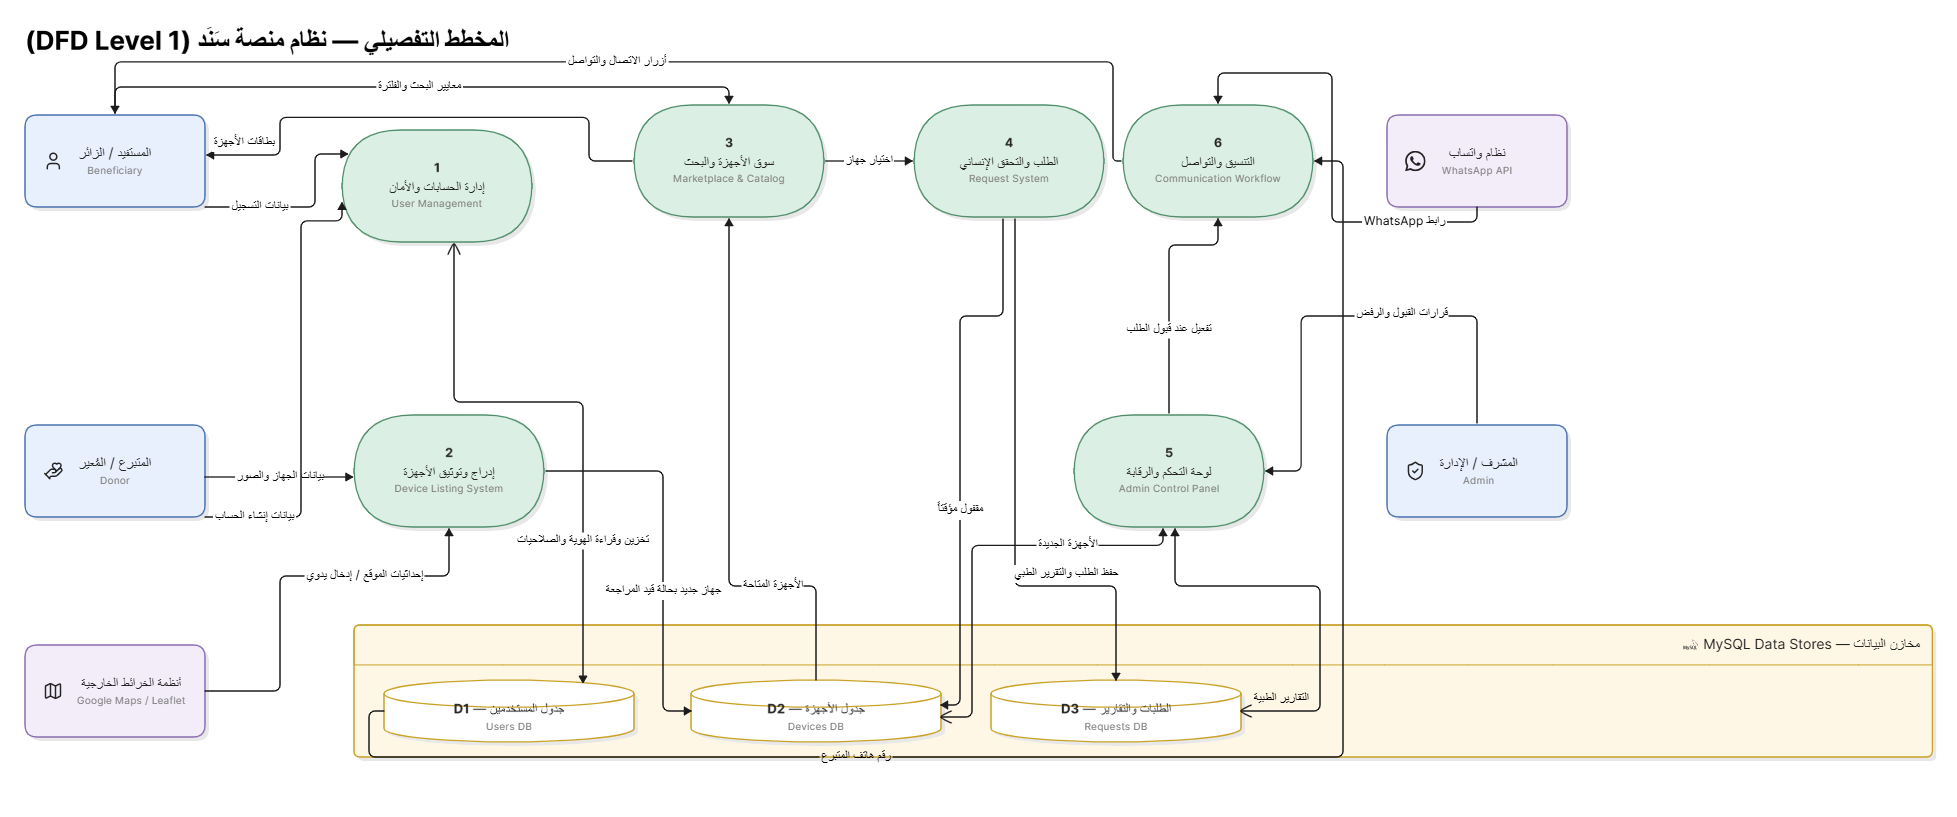 المخطط التفصيلي — نظام منصة سَنَد (DFD Level 1)
أزرار الاتصال والتواصل
معايير البحث والفلترة
المستفيد / الزائر
Beneficiary
بطاقات الأجهزة
بيانات التسجيل
1
إدارة الحسابات والأمان
User Management
3
سوق الأجهزة والبحث
Marketplace & Catalog
اختيار جهاز
4
الطلب والتحقق الإنساني
Request System
6
التنسيق والتواصل
Communication Workflow
نظام واتساب
WhatsApp API
رابط WhatsApp
تفعيل عند قبول الطلب
قرارات القبول والرفض
المتبرع / المُعير
Donor
بيانات الجهاز والصور
بيانات إنشاء الحساب
2
إدراج وتوثيق الأجهزة
Device Listing System
5
لوحة التحكم والرقابة
Admin Control Panel
المشرف / الإدارة
Admin
مقفول مؤقتاً
تخزين وقراءة الهوية والصلاحيات
الأجهزة الجديدة
إحداثيات الموقع / إدخال يدوي
جهاز جديد بحالة قيد المراجعة
الأجهزة المتاحة
حفظ الطلب والتقرير الطبي
أنظمة الخرائط الخارجية
Google Maps / Leaflet
مخازن البيانات — MySQL Data Stores
D1 — جدول المستخدمين
Users DB
D2 — جدول الأجهزة
Devices DB
D3 — الطلبات والتقارير
Requests DB
التقارير الطبية
رقم هاتف المتبرع